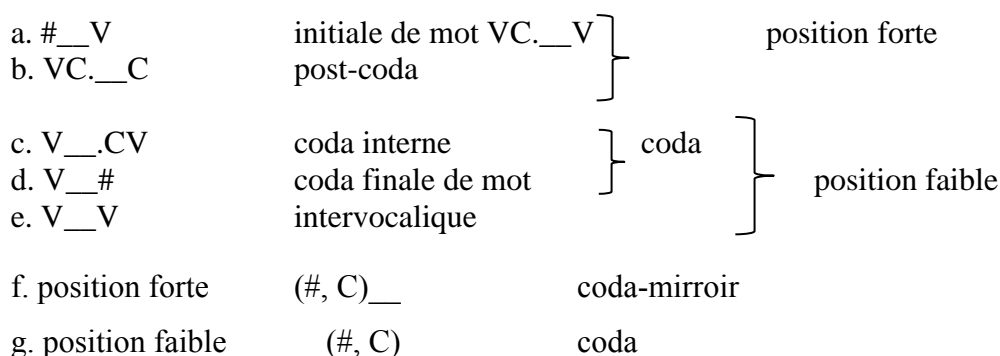 a. #__V initiale de mot VC.__V position forte
b. VC.__C post-coda
c. V__.CV coda interne coda
d. V__# coda finale de mot position faible
e. V__V intervocalique
f. position forte (#, C)__ coda-mirroir
g. position faible (#, C) coda